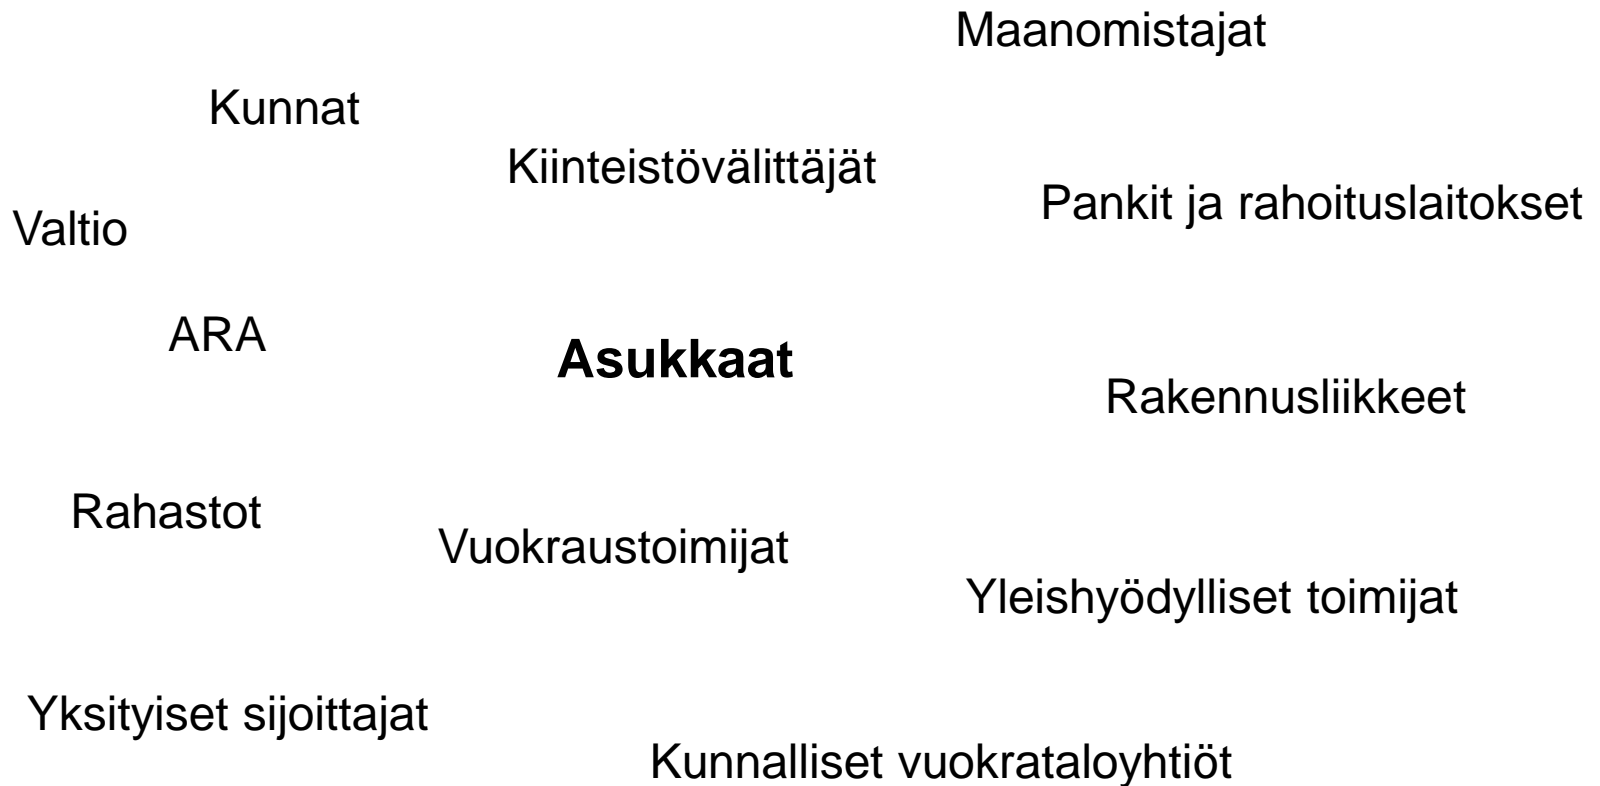 Maanomistajat
Kunnat
Kiinteistövälittäjät
Pankit ja rahoituslaitokset
Valtio
ARA
Asukkaat
Rakennusliikkeet
Rahastot
Vuokraustoimijat
Yleishyödylliset toimijat
Yksityiset sijoittajat
Kunnalliset vuokrataloyhtiöt